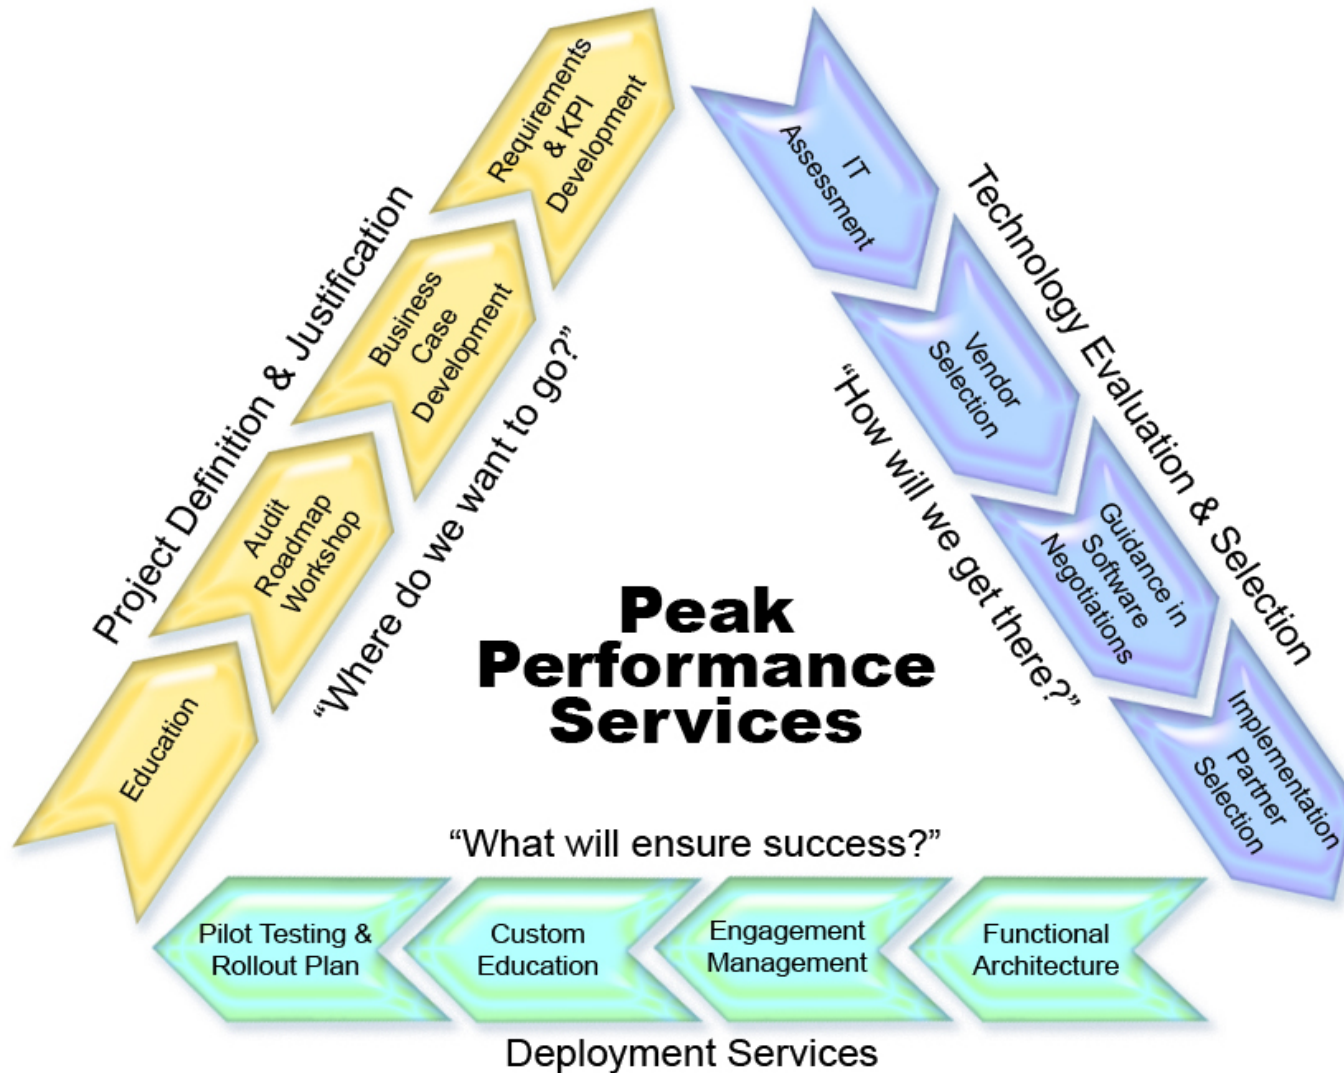 Project Definition & Justification
Education
Audit
Roadmap
Workshop
Business
Case
Development
Requirements
& KPI
Development
“Where do we want to go?”
Technology Evaluation & Selection
IT
Assessment
Vendor
Selection
Guidance in
Software
Negotiations
Implementation
Partner
Selection
“How will we get there?”
Peak
Performance
Services
“What will ensure success?”
Functional
Architecture
Engagement
Management
Custom
Education
Pilot Testing &
Rollout Plan
Deployment Services